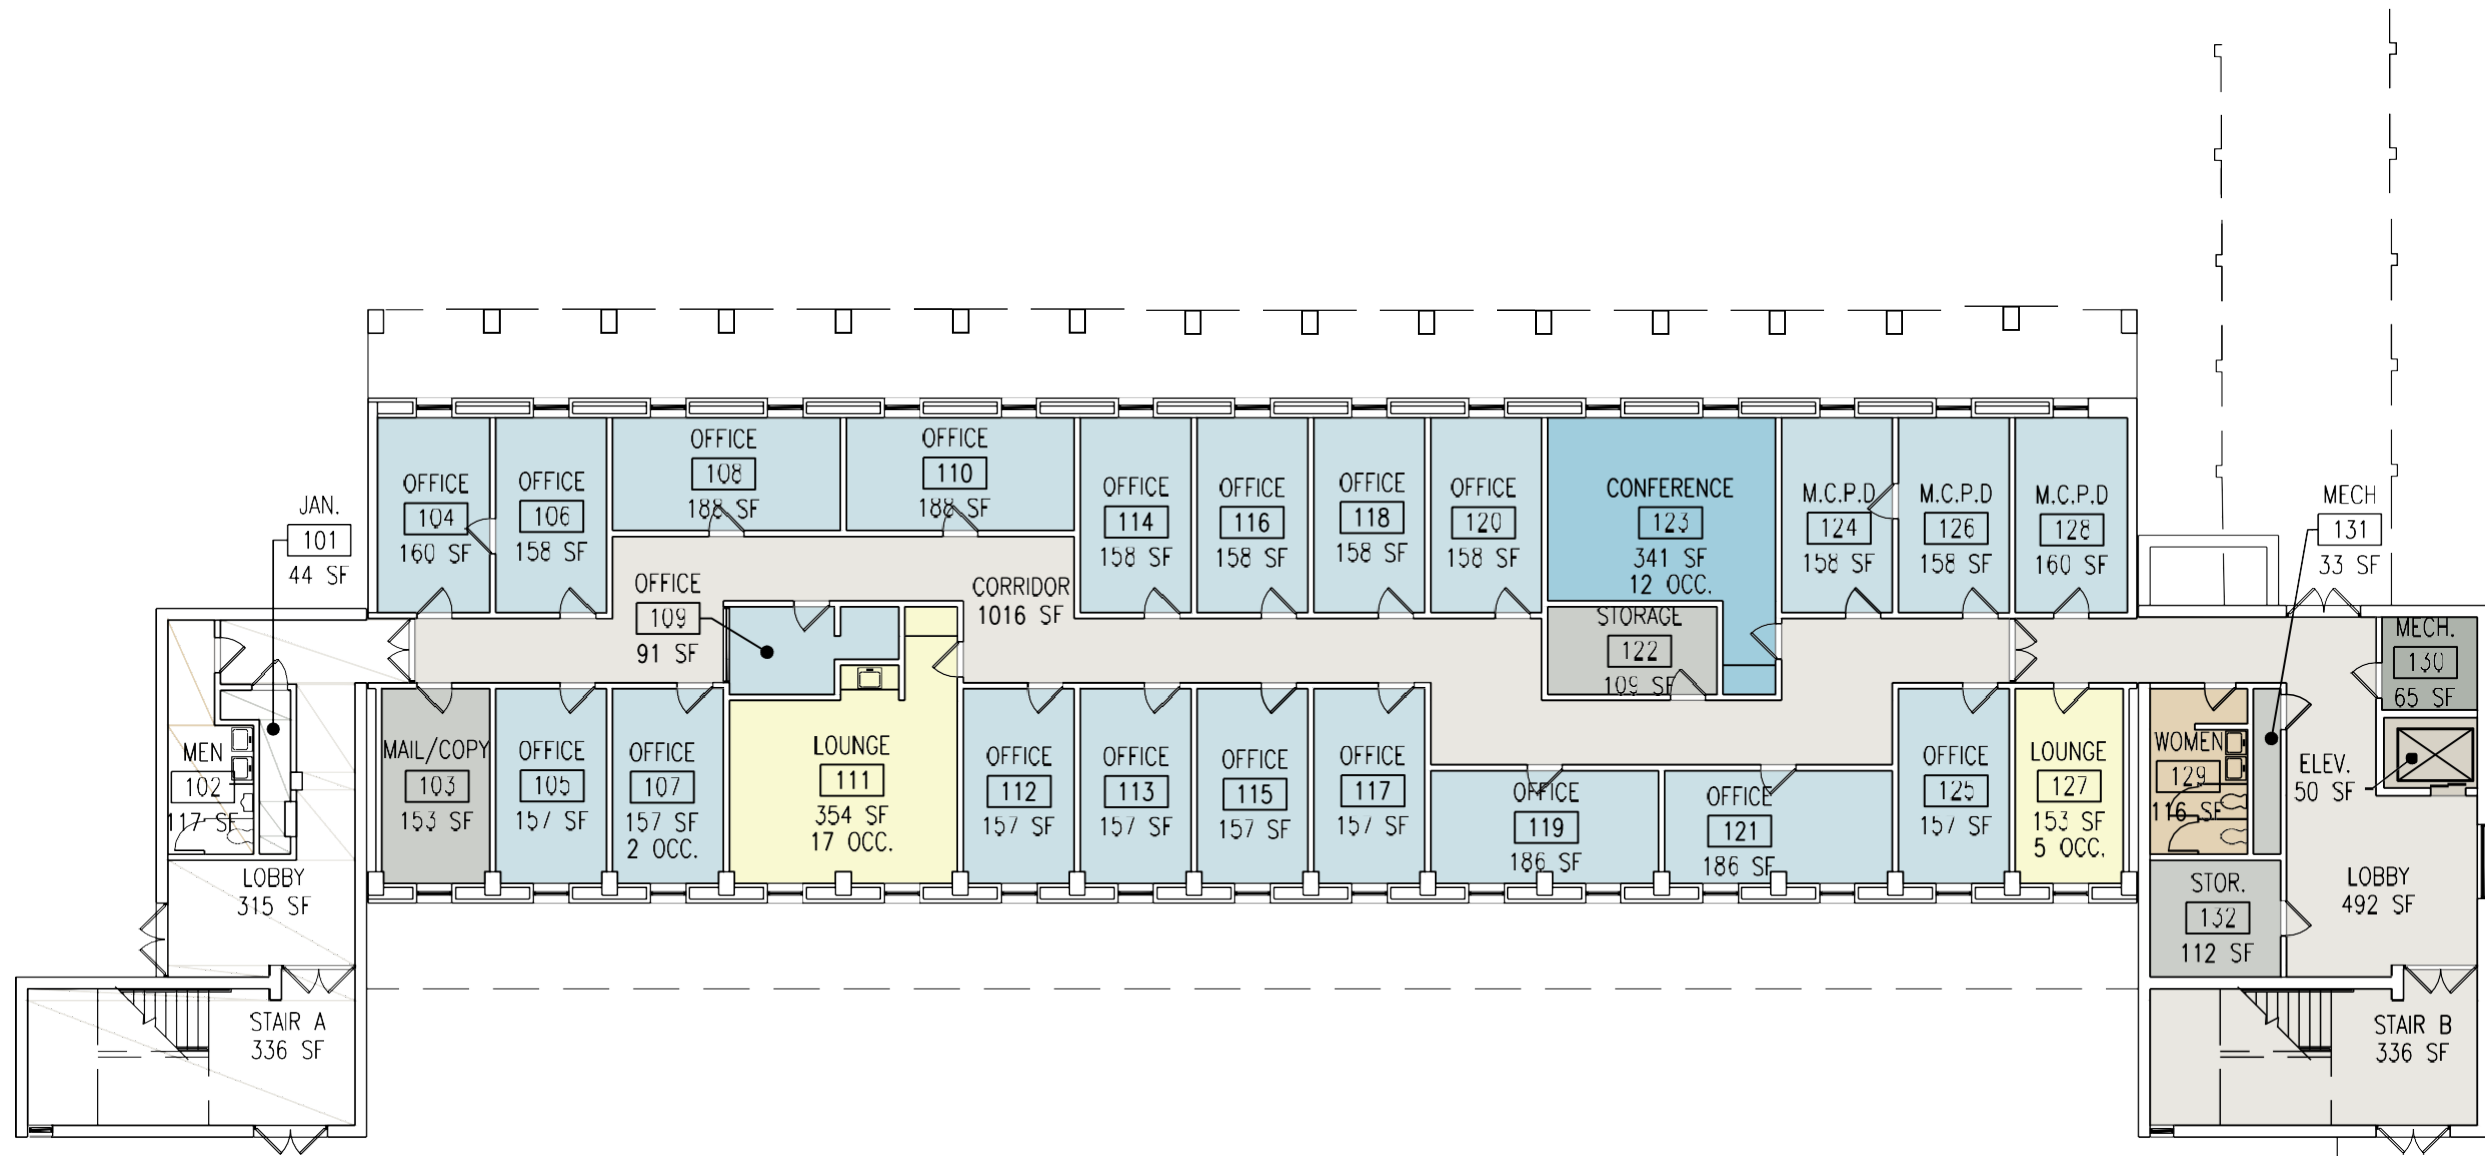 JAN.
101
44 SF
MEN
102
117 SF
LOBBY
315 SF
STAIR A
336 SF
OFFICE
104
160 SF
OFFICE
106
158 SF
OFFICE
108
188 SF
OFFICE
110
188 SF
OFFICE
114
158 SF
OFFICE
116
158 SF
OFFICE
118
158 SF
OFFICE
120
158 SF
CONFERENCE
123
341 SF
12 OCC.
M.C.P.D
124
158 SF
M.C.P.D
126
158 SF
M.C.P.D
128
160 SF
OFFICE
109
91 SF
CORRIDOR
1016 SF
STORAGE
122
109 SF
MAIL/COPY
103
153 SF
OFFICE
105
157 SF
OFFICE
107
157 SF
2 OCC.
LOUNGE
111
354 SF
17 OCC.
OFFICE
112
157 SF
OFFICE
113
157 SF
OFFICE
115
157 SF
OFFICE
117
157 SF
OFFICE
119
186 SF
OFFICE
121
186 SF
OFFICE
125
157 SF
LOUNGE
127
153 SF
5 OCC.
MECH
131
33 SF
MECH.
130
65 SF
WOMEN
129
116 SF
ELEV.
50 SF
STOR.
132
112 SF
LOBBY
492 SF
STAIR B
336 SF